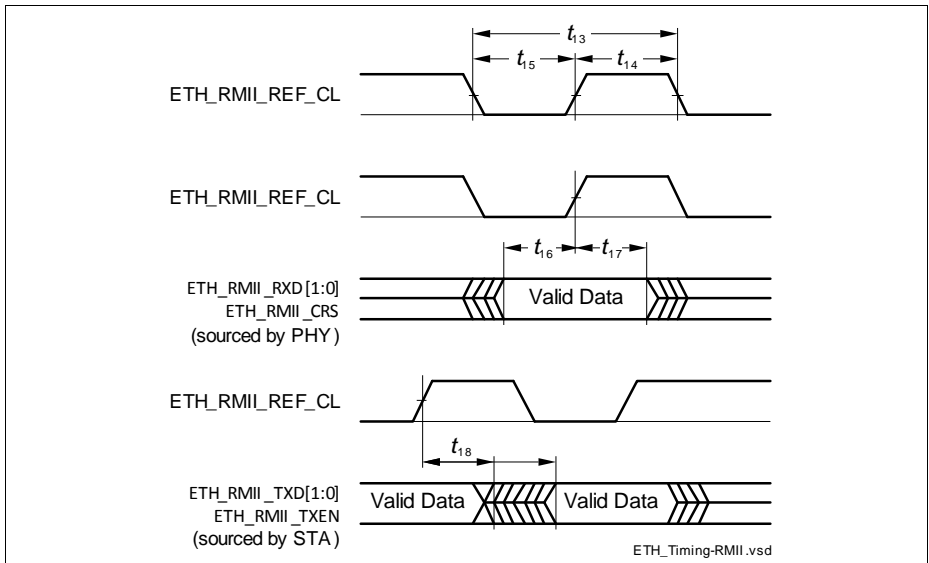 t13
t15 t14
ETH_RMII_REF_CL
ETH_RMII_REF_CL
t16 t17
ETH_RMII_RXD[1:0]
ETH_RMII_CRS
(sourced by PHY)
Valid Data
ETH_RMII_REF_CL
t18
ETH_RMII_TXD[1:0]
ETH_RMII_TXEN
(sourced by STA)
Valid Data Valid Data
ETH_Timing-RMII.vsd